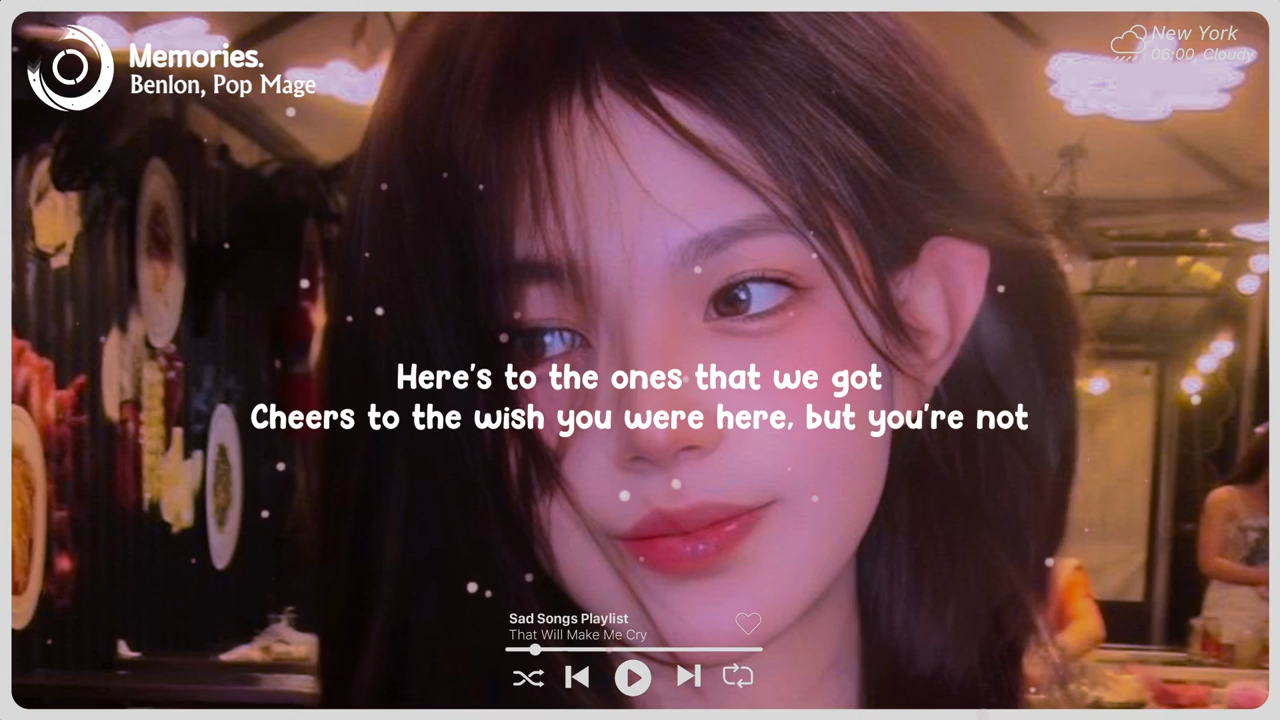 Memories.
Benlon, Pop Mage
New York
06:00, Cloudy
Here's to the ones that we got
Cheers to the wish you were here, but you're not
Sad Songs Playlist
That Will Make Me Cry